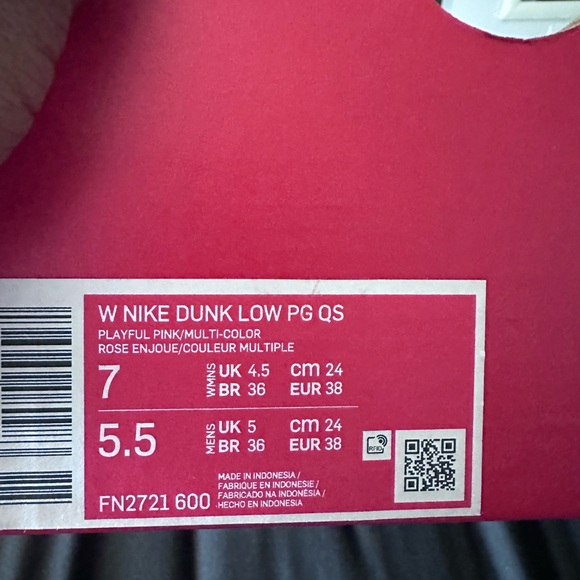 W NIKE DUNK LOW PG QS
PLAYFUL PINK/MULTI-COLOR
ROSE ENJOUE/COULEUR MULTIPLE
7 WMNS UK 4.5 cm 24
BR 36 EUR 38
5.5 MENS UK 5 cm 24
BR 36 EUR 38
RFID
MADE IN INDONESIA/
FABRIQUE EN INDONESIE/
FABRICADO NA INDONÉSIA/
HECHO EN INDONESIA
FN2721 600